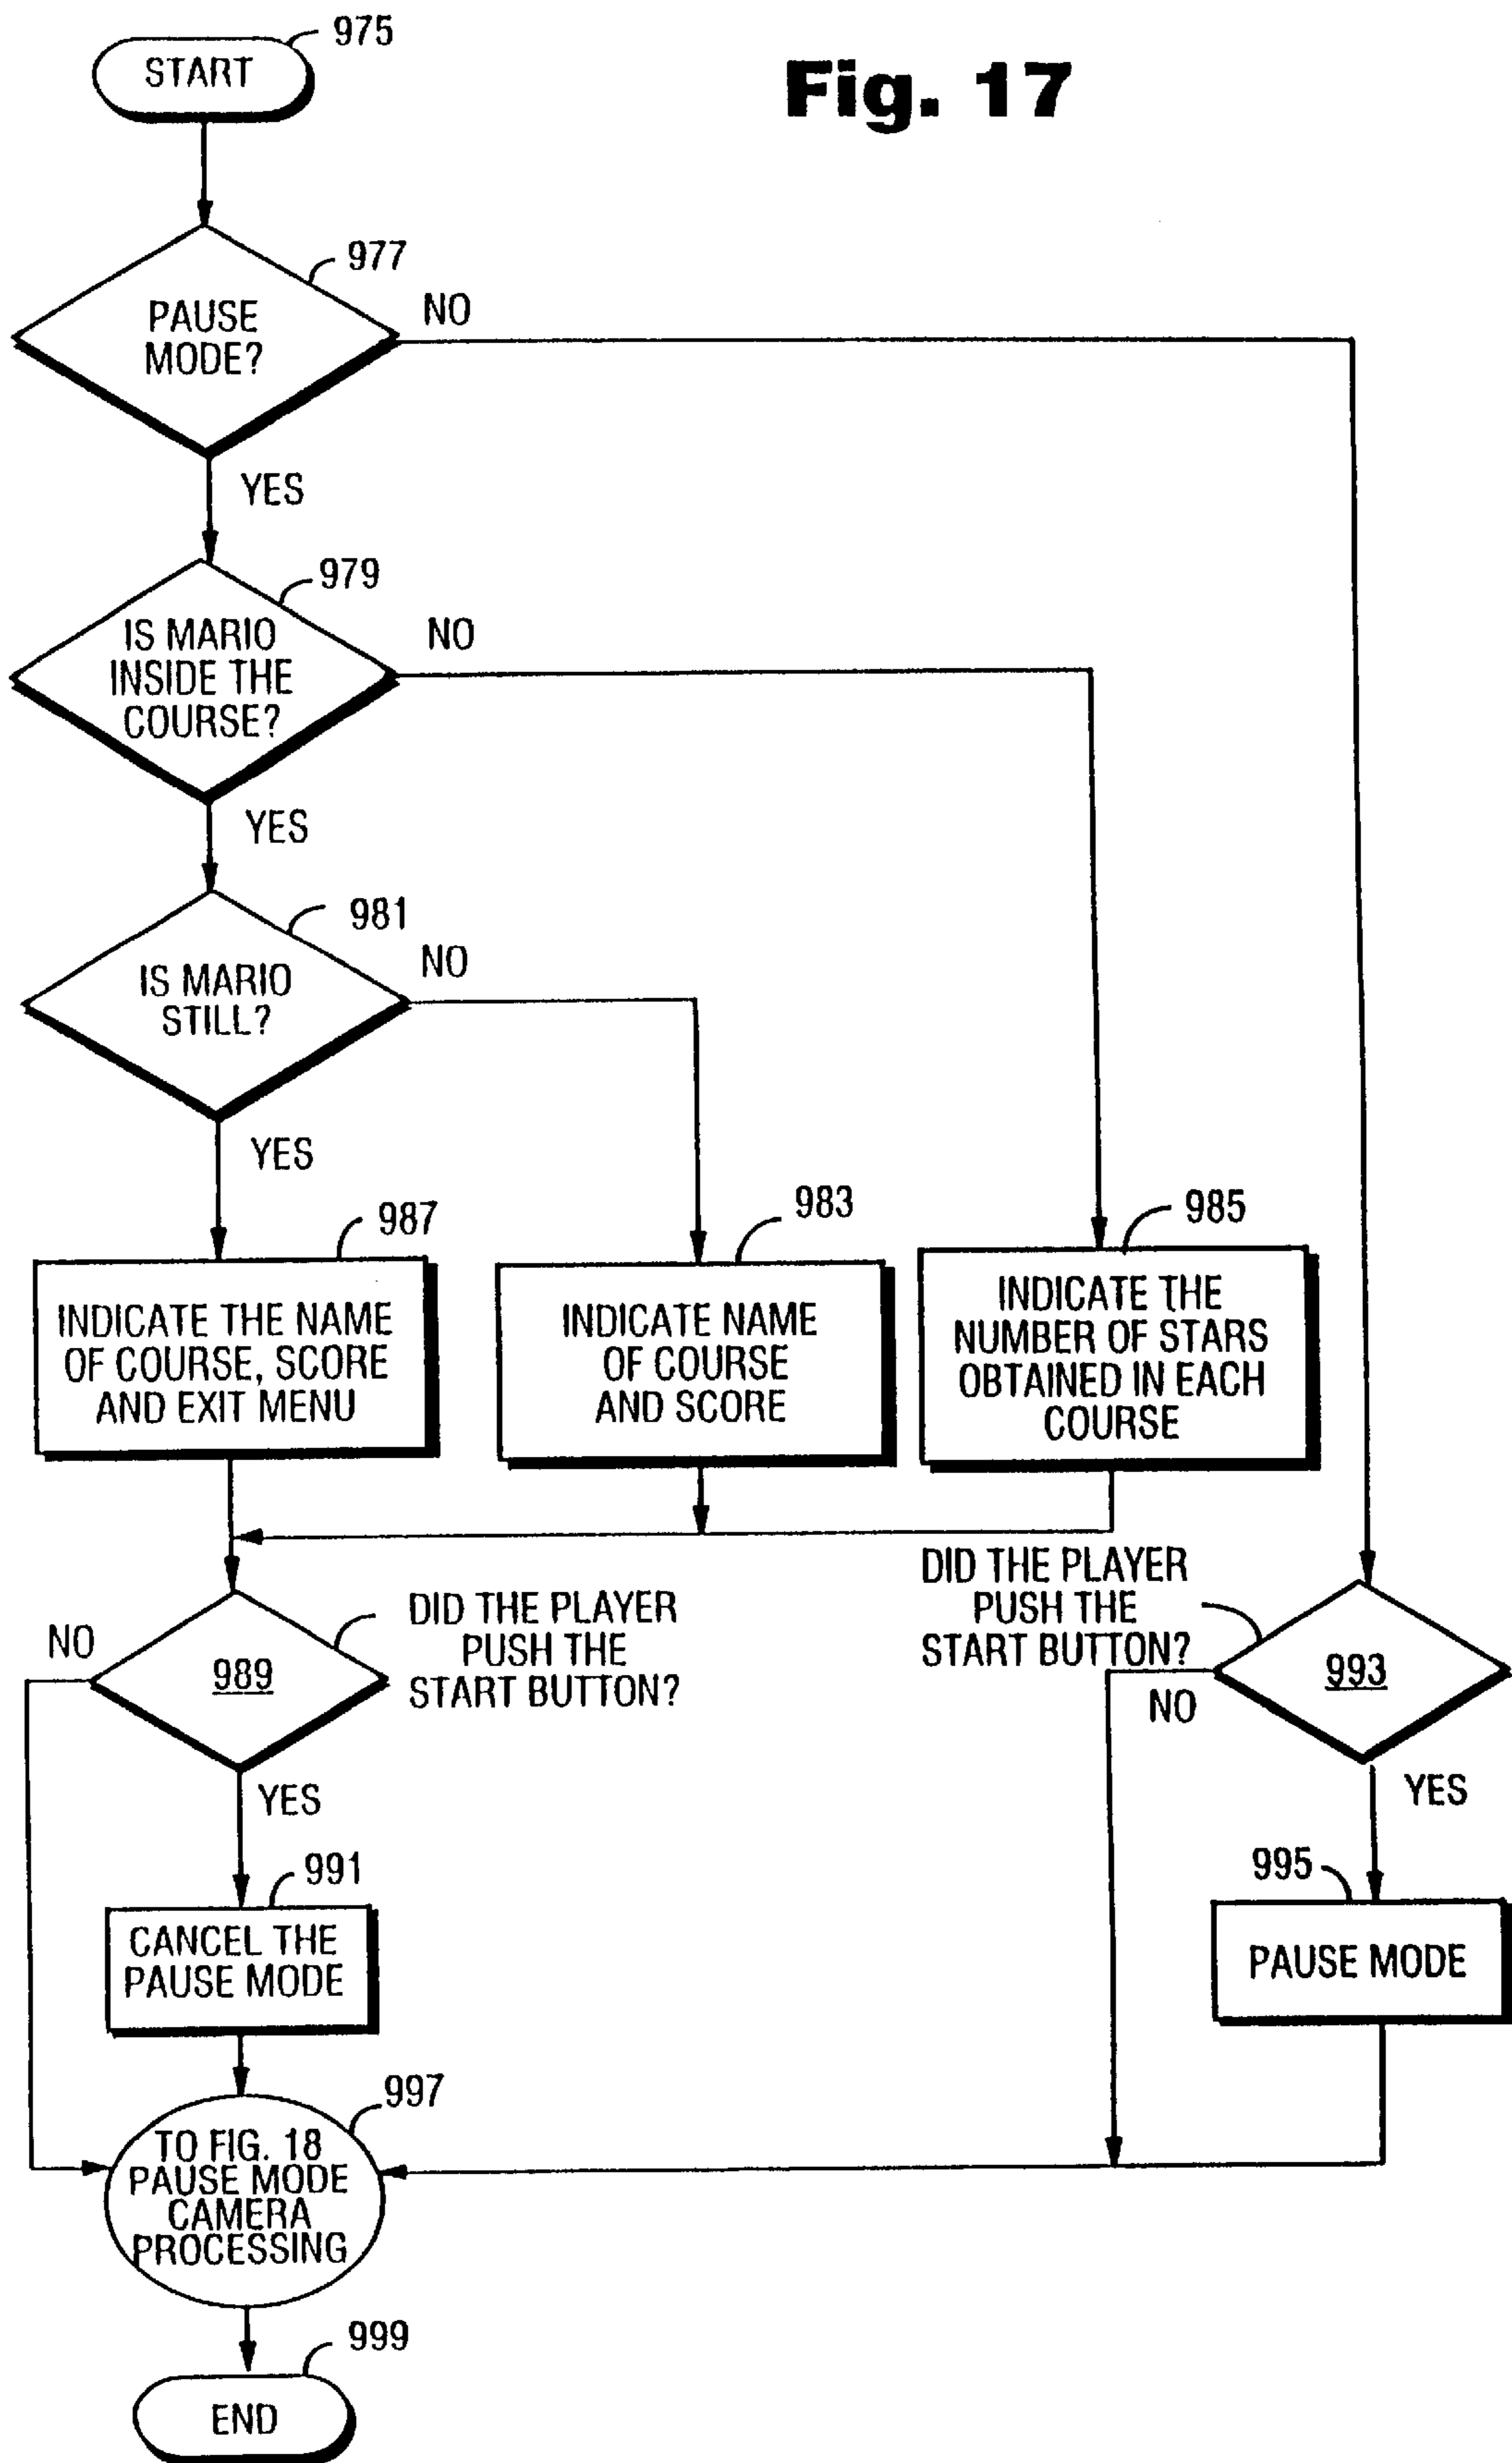 Fig. 17
975
START
977
PAUSE
MODE?
NO
YES
979
IS MARIO
INSIDE THE
COURSE?
NO
YES
981
IS MARIO
STILL?
NO
YES
987
INDICATE THE NAME
OF COURSE, SCORE
AND EXIT MENU
983
INDICATE NAME
OF COURSE
AND SCORE
985
INDICATE THE
NUMBER OF STARS
OBTAINED IN EACH
COURSE
NO
989
DID THE PLAYER
PUSH THE
START BUTTON?
YES
DID THE PLAYER
PUSH THE
START BUTTON?
993
NO
YES
991
CANCEL THE
PAUSE MODE
995
PAUSE MODE
997
TO FIG. 18
PAUSE MODE
CAMERA
PROCESSING
999
END